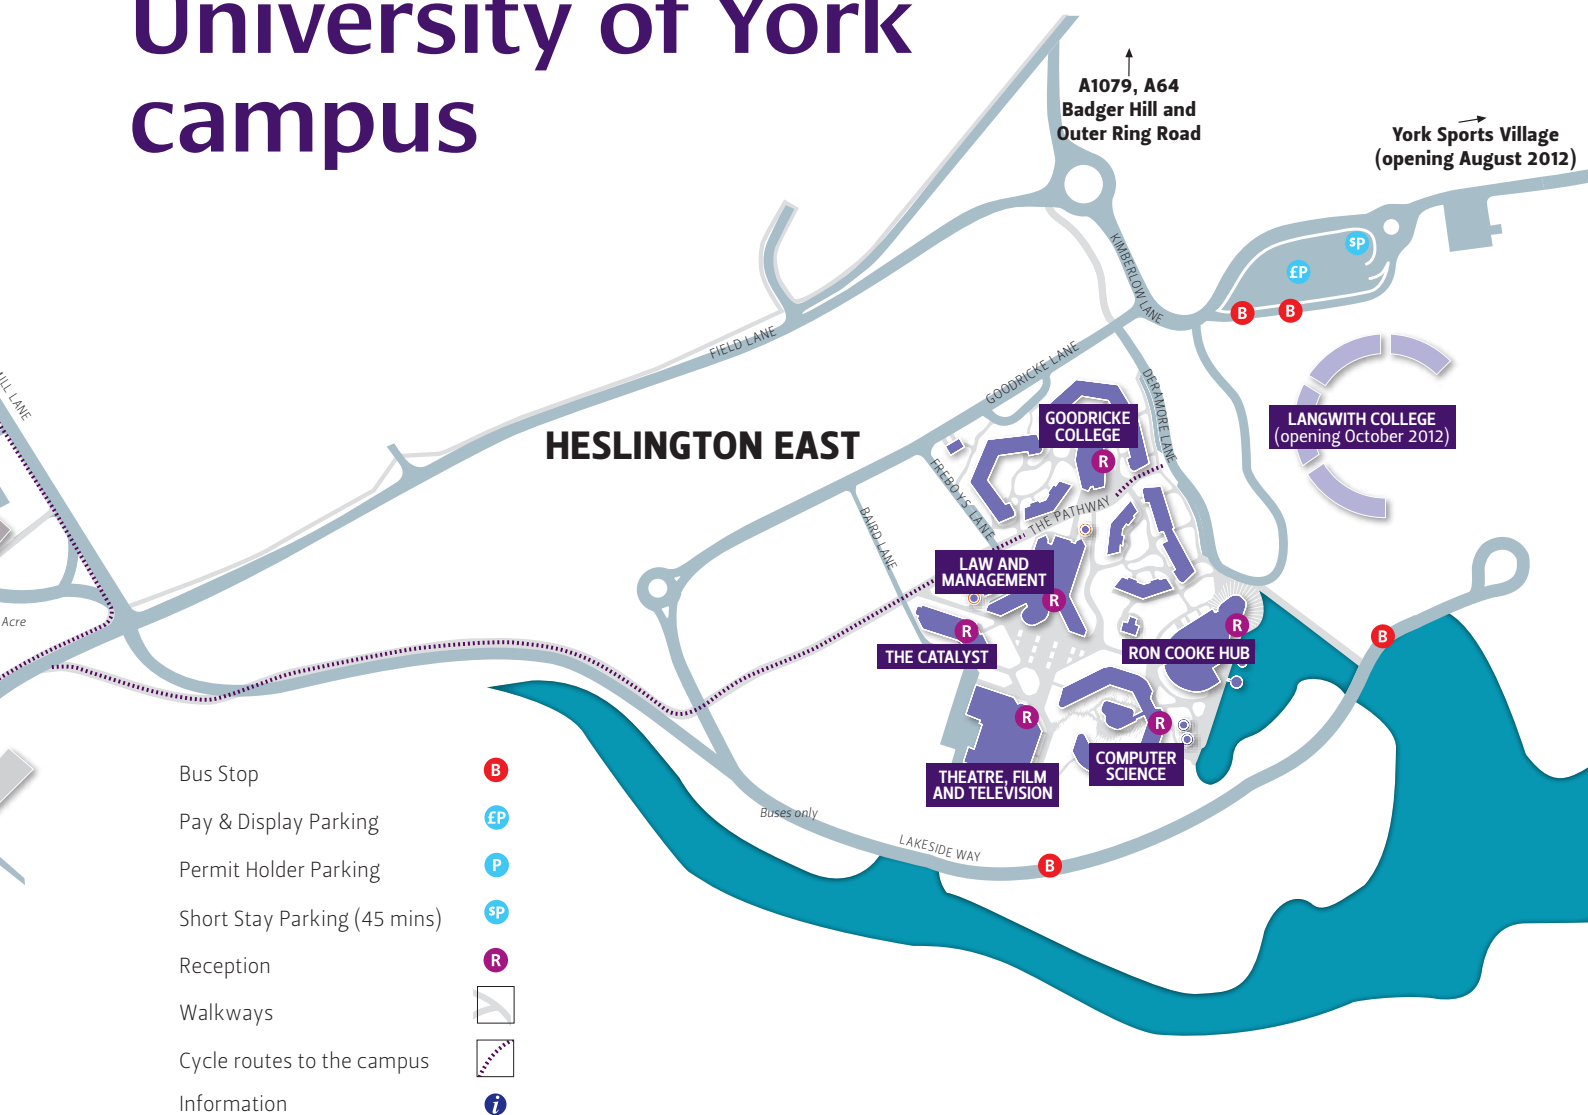 University of York
campus
A1079, A64
Badger Hill and
Outer Ring Road
York Sports Village
(opening August 2012)
KIMBERLOW LANE
sP
£P
B
B
FIELD LANE
GOODRICKE LANE
DERAMORE LANE
MILL LANE
HESLINGTON EAST
GOODRICKE
COLLEGE
R
LANGWITH COLLEGE
(opening October 2012)
FREBOYS LANE
THE PATHWAY
BAIRD LANE
LAW AND
MANAGEMENT
R
Acre
R
THE CATALYST
R
RON COOKE HUB
B
R
R
COMPUTER
SCIENCE
THEATRE, FILM
AND TELEVISION
Buses only
LAKESIDE WAY
B
Bus Stop B
Pay & Display Parking £P
Permit Holder Parking P
Short Stay Parking (45 mins) sP
Reception R
Walkways
Cycle routes to the campus
Information i